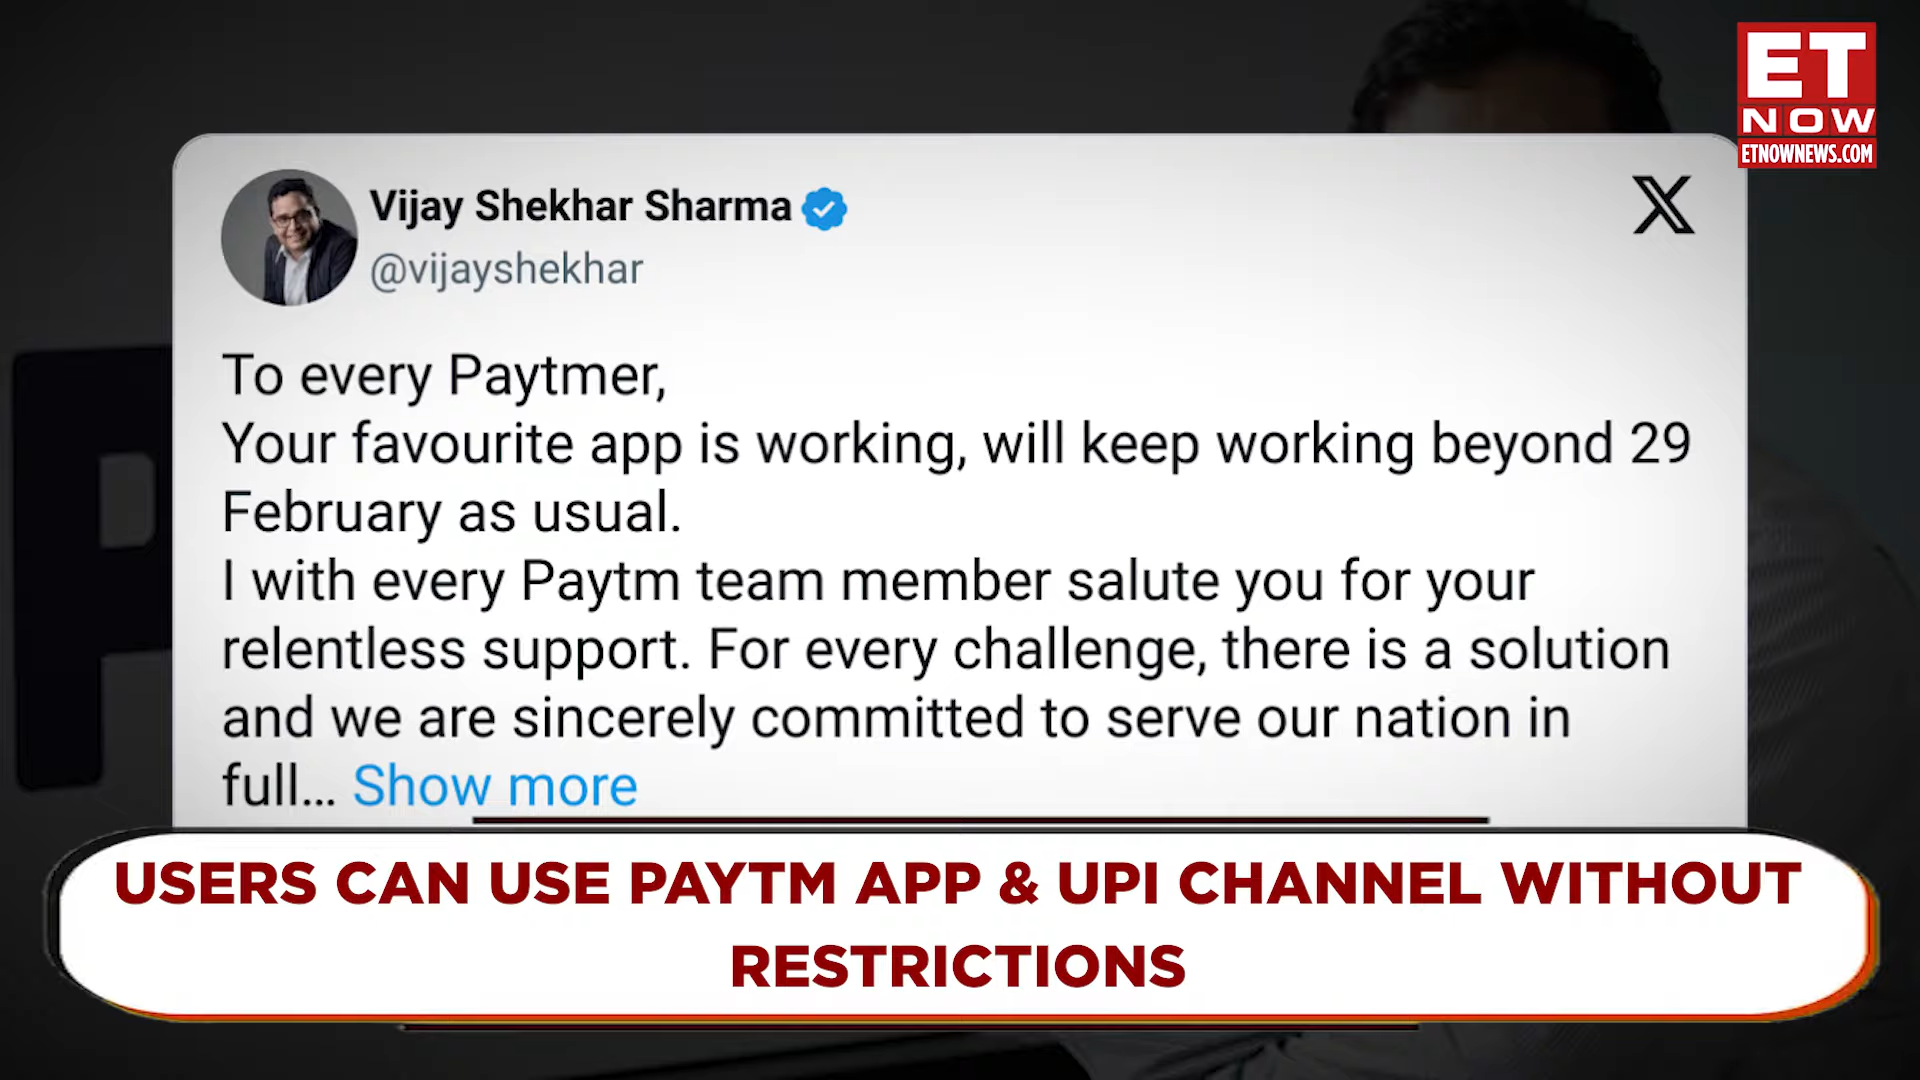 ET
NOW
ETNOWNEWS.COM
Vijay Shekhar Sharma
@vijayshekhar
To every Paytmer,
Your favourite app is working, will keep working beyond 29
February as usual.
I with every Paytm team member salute you for your
relentless support. For every challenge, there is a solution
and we are sincerely committed to serve our nation in
full... Show more
USERS CAN USE PAYTM APP & UPI CHANNEL WITHOUT
RESTRICTIONS